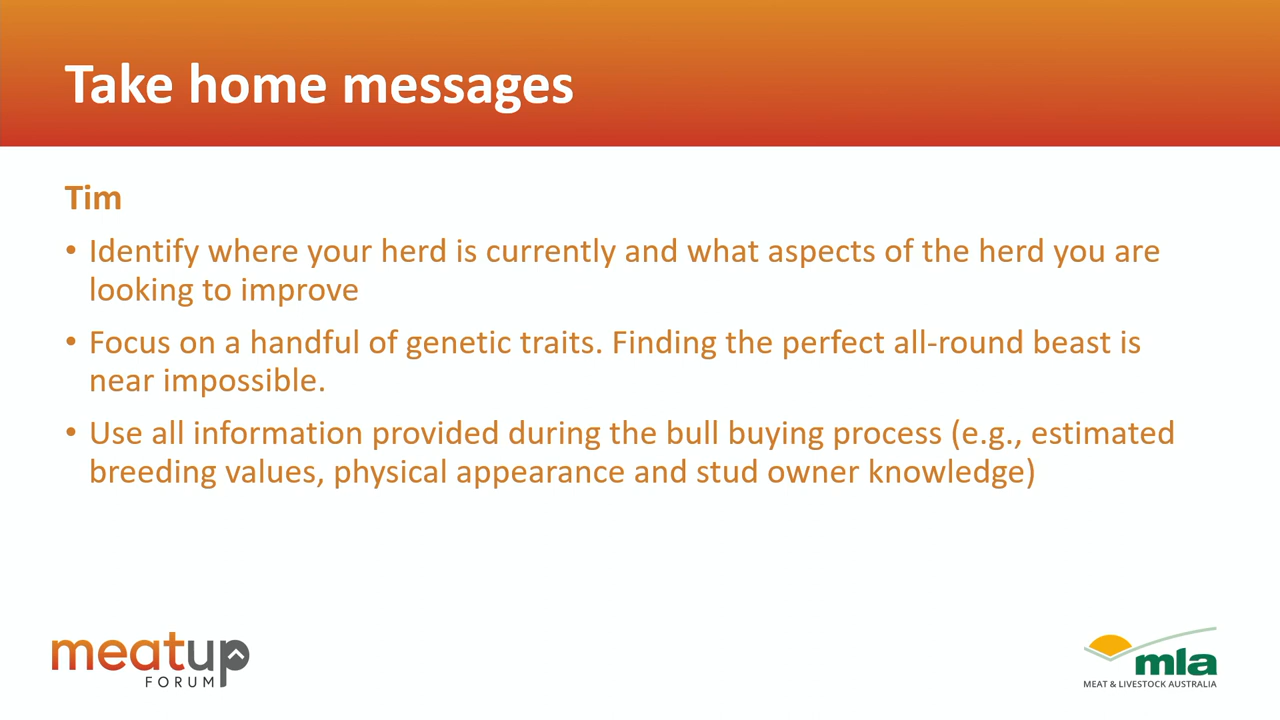 Take home messages
Tim
• Identify where your herd is currently and what aspects of the herd you are
looking to improve
• Focus on a handful of genetic traits. Finding the perfect all-round beast is
near impossible.
• Use all information provided during the bull buying process (e.g., estimated
breeding values, physical appearance and stud owner knowledge)
meatup
FORUM
mla
MEAT & LIVESTOCK AUSTRALIA